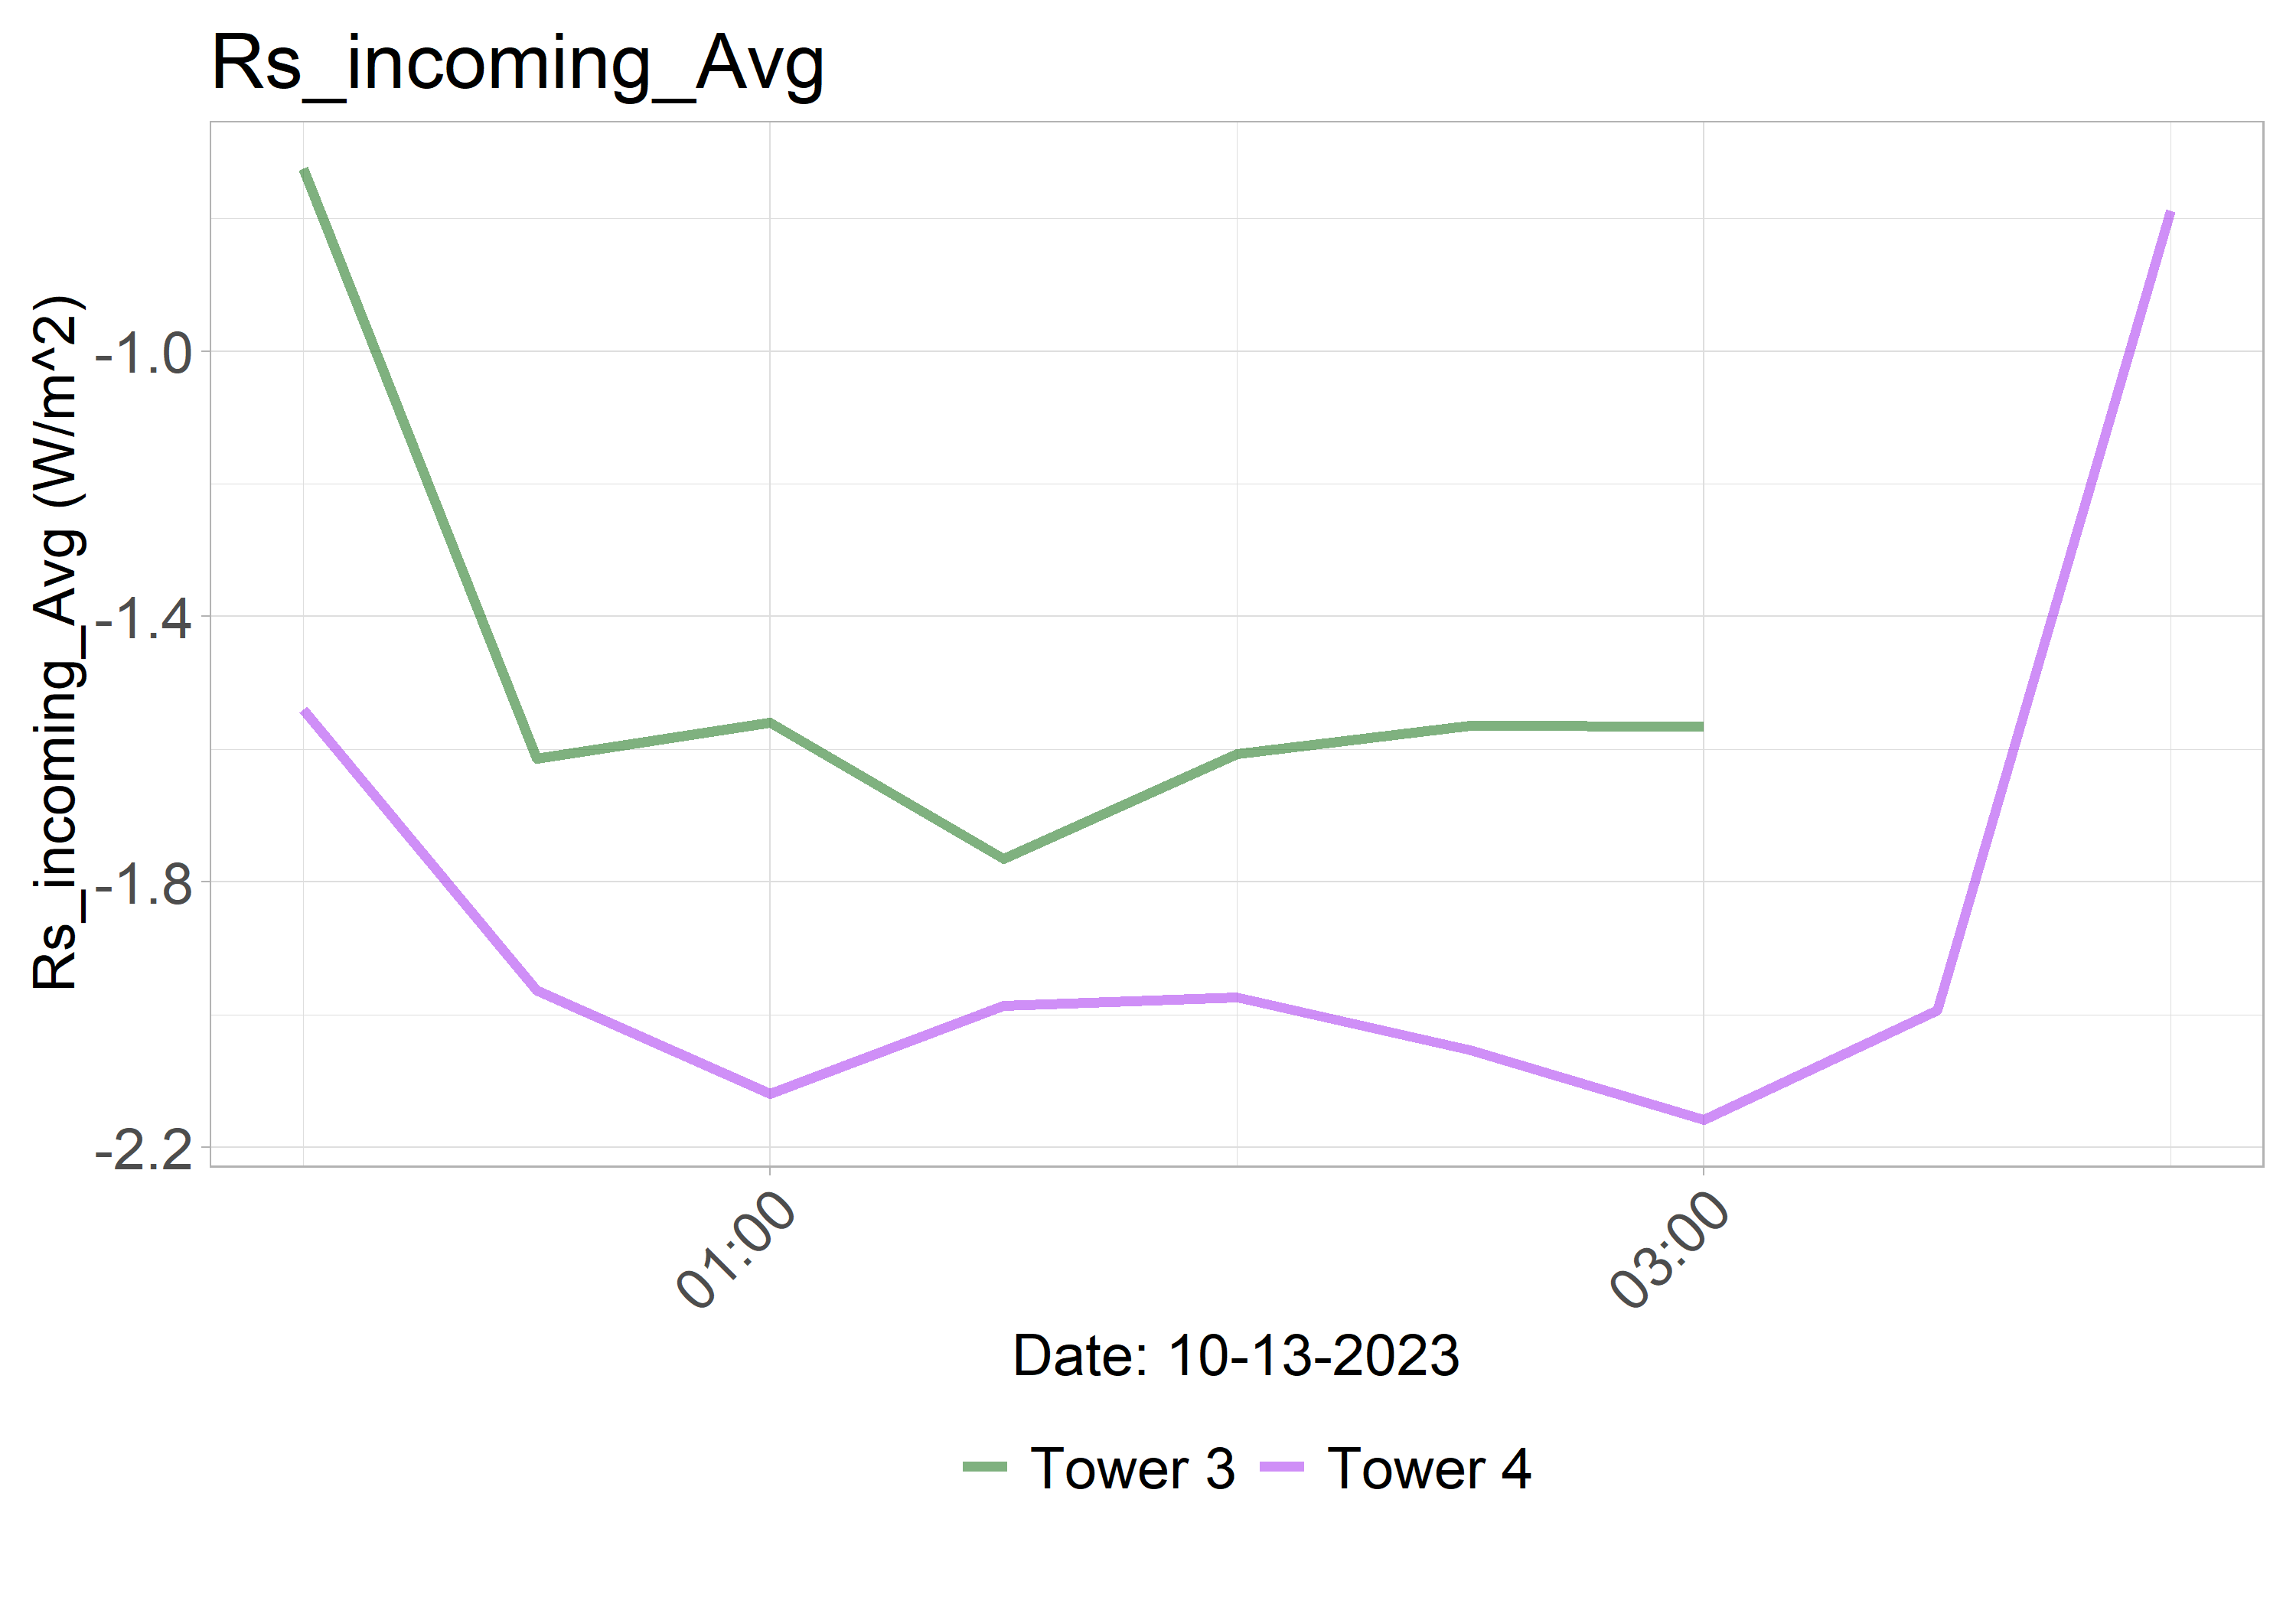 Rs_incoming_Avg
Rs_incoming_Avg (W/m^2)
-1.0
-1.4
-1.8
-2.2
01:00
03:00
Date: 10-13-2023
Tower 3
Tower 4